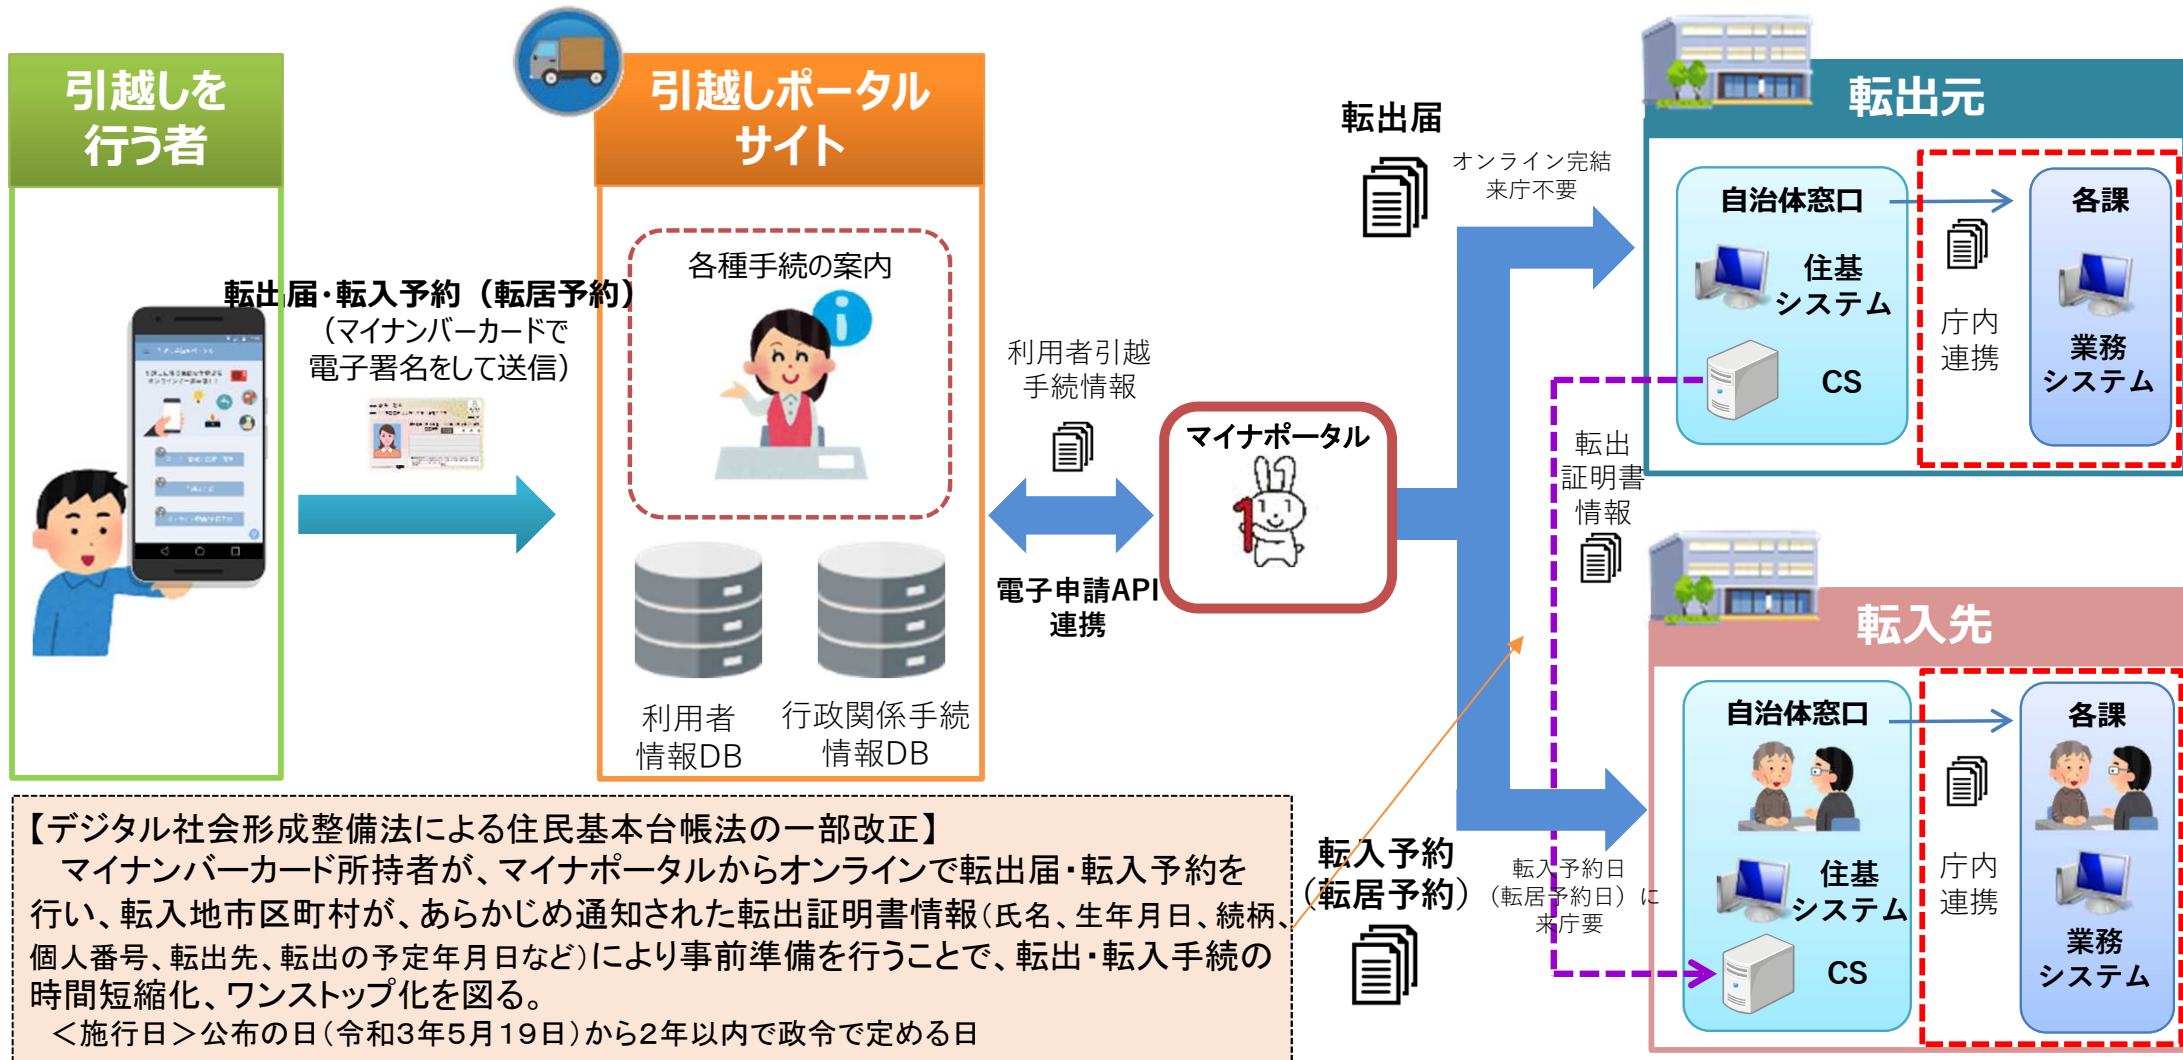 引越しを
行う者
転出届・転入予約（転居予約）
（マイナンバーカードで
電子署名をして送信）
引越しポータル
サイト
各種手続の案内
利用者
情報DB
行政関係手続
情報DB
利用者引越
手続情報
電子申請API
連携
マイナポータル
転出届
オンライン完結
来庁不要
転出
証明書
情報
転入予約
（転居予約）
転入予約日
（転居予約日）に
来庁要
転出元
自治体窓口
住基
システム
CS
庁内
連携
各課
業務
システム
転入先
自治体窓口
住基
システム
CS
庁内
連携
各課
業務
システム
【デジタル社会形成整備法による住民基本台帳法の一部改正】
マイナンバーカード所持者が、マイナポータルからオンラインで転出届・転入予約を
行い、転入地市区町村が、あらかじめ通知された転出証明書情報（氏名、生年月日、続柄、
個人番号、転出先、転出の予定年月日など）により事前準備を行うことで、転出・転入手続の
時間短縮化、ワンストップ化を図る。
＜施行日＞公布の日（令和3年5月19日）から2年以内で政令で定める日